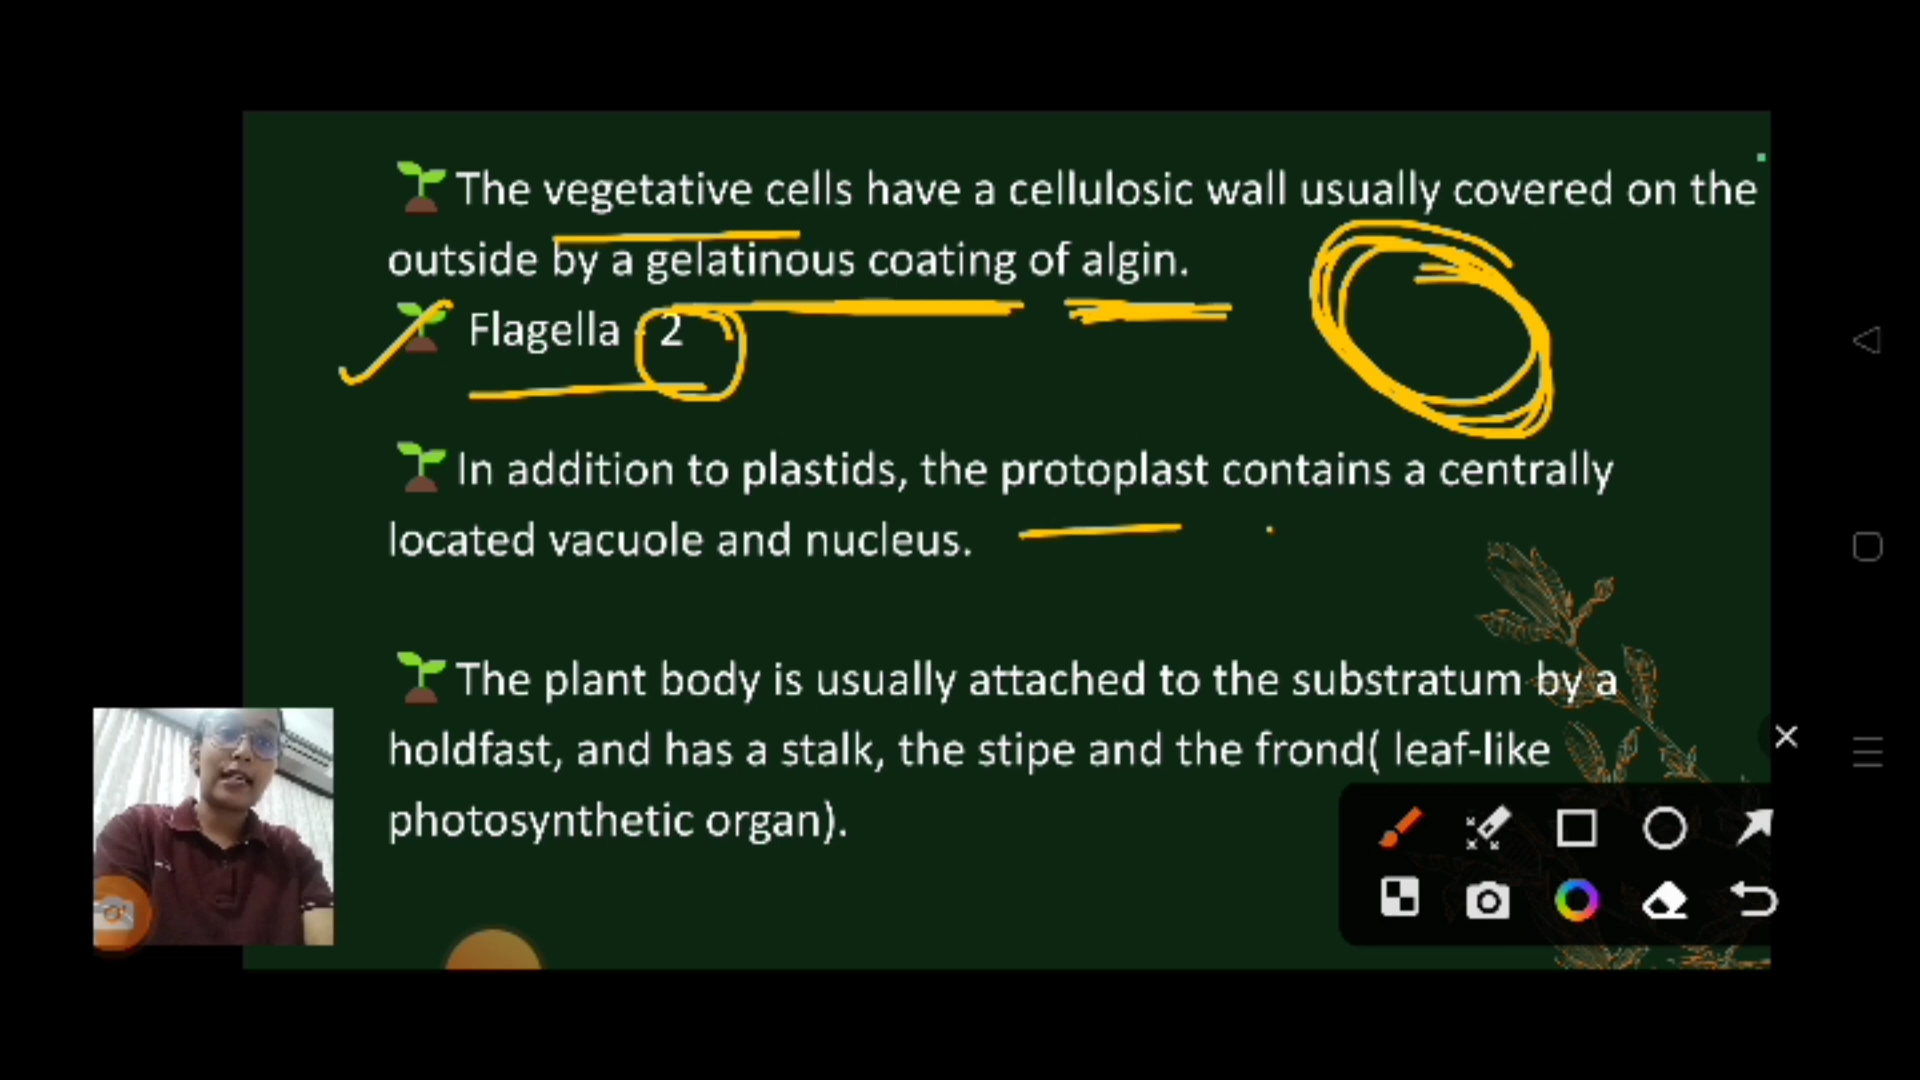 The vegetative cells have a cellulosic wall usually covered on the
outside by a gelatinous coating of algin.
Flagella 2
In addition to plastids, the protoplast contains a centrally
located vacuole and nucleus.
The plant body is usually attached to the substratum by a
holdfast, and has a stalk, the stipe and the frond( leaf-like
photosynthetic organ).